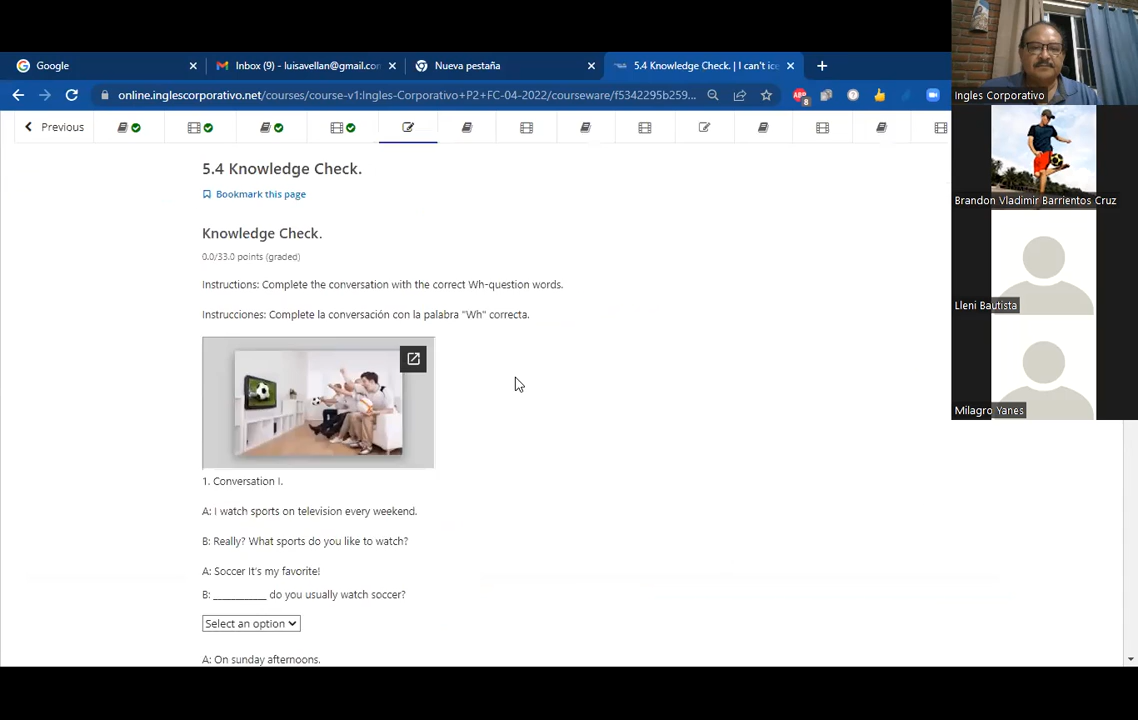 Google
Inbox (9) - luisavellan@gmail.co
Nueva pestaña
5.4 Knowledge Check. | I can't ice
online.inglescorporativo.net/courses/course-v1:Ingles-Corporativo+P2+FC-04-2022/courseware/f5342295b259...
8
Previous
5.4 Knowledge Check.
Bookmark this page
Knowledge Check.
0.0/33.0 points (graded)
Instructions: Complete the conversation with the correct Wh-question words.
Instrucciones: Complete la conversación con la palabra "Wh" correcta.
1. Conversation I.
A: I watch sports on television every weekend.
B: Really? What sports do you like to watch?
A: Soccer It's my favorite!
B: __________ do you usually watch soccer?
Select an option
A: On sunday afternoons.
Ingles Corporativo
Brandon Vladimir Barrientos Cruz
Lleni Bautista
Milagro Yanes